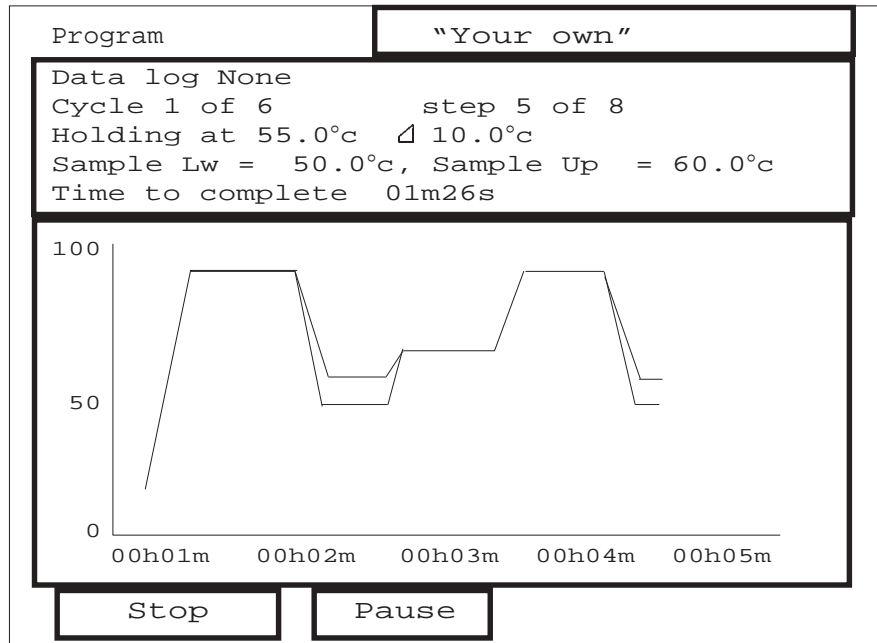 Program “Your own”
Data log None
Cycle 1 of 6 step 5 of 8
Holding at 55.0°c ⊿ 10.0°c
Sample Lw = 50.0°c, Sample Up = 60.0°c
Time to complete 01m26s
100
50
0
00h01m 00h02m 00h03m 00h04m 00h05m
Stop Pause